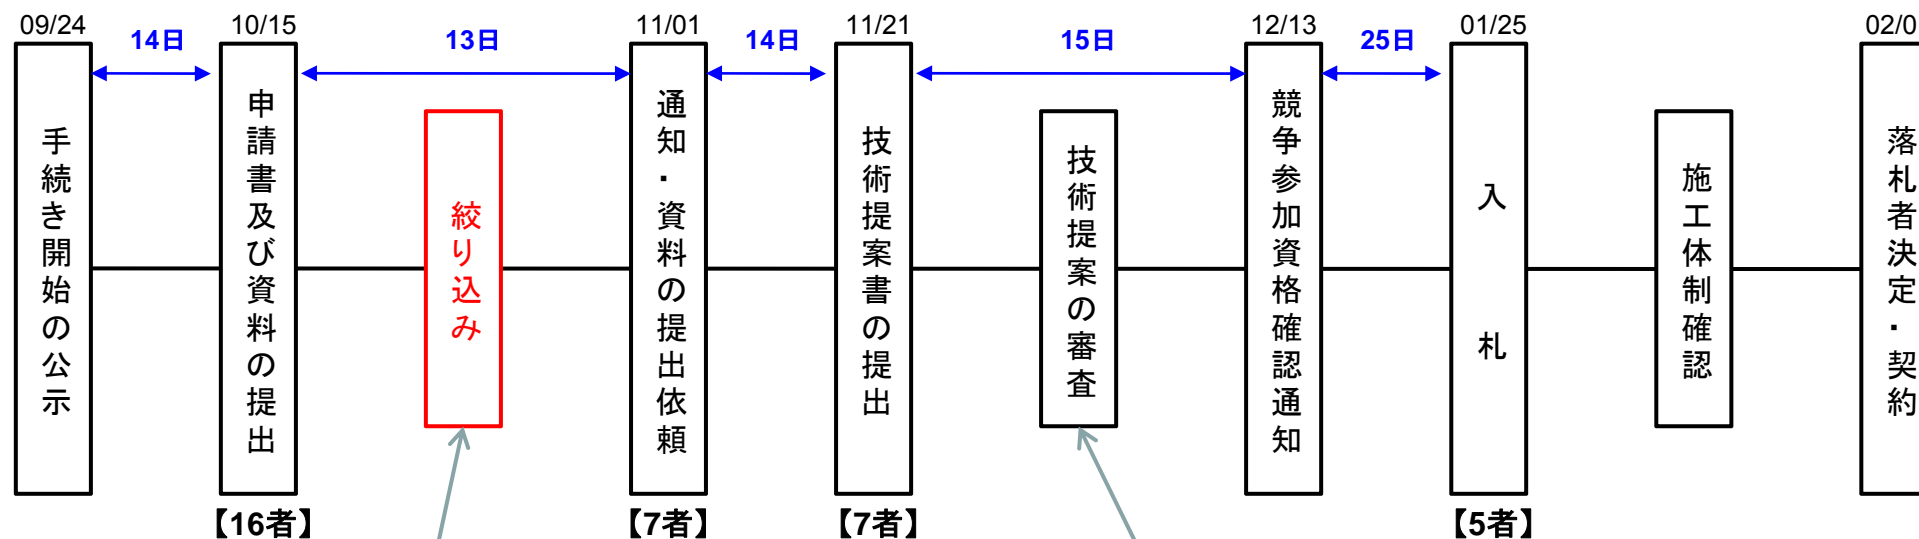 09/24
14日
10/15
13日
11/01
14日
11/21
15日
12/13
25日
01/25
02/0
手続き開始の公示
申請書及び資料の提出
絞り込み
通知・資料の提出依頼
技術提案書の提出
技術提案の審査
競争参加資格確認通知
入札
施工体制確認
落札者決定・契約
【16者】
【7者】
【7者】
【5者】